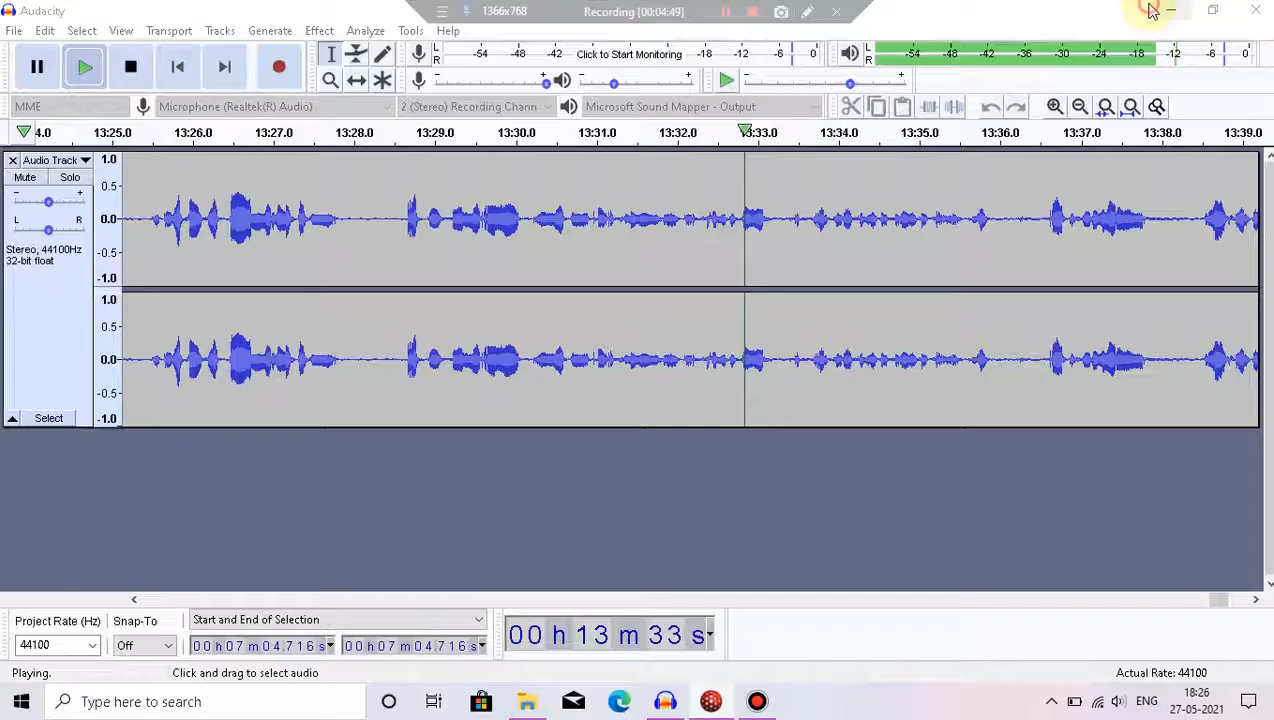 Audacity
1366x768
Recording [00:04:49]
File Edit Select View Transport Tracks Generate Effect Analyze Tools Help
L R -54 -48 -42 Click to Start Monitoring -18 -12 -6 0
L R -54 -48 -42 -36 -30 -24 -18 -12 -6 0
MME
Microphone (Realtek(R) Audio)
2 (Stereo) Recording Chann
Microsoft Sound Mapper - Output
4.0 13:25.0 13:26.0 13:27.0 13:28.0 13:29.0 13:30.0 13:31.0 13:32.0 13:33.0 13:34.0 13:35.0 13:36.0 13:37.0 13:38.0 13:39.0
Audio Track
Mute Solo
- +
L R
Stereo, 44100Hz
32-bit float
Select
1.0
0.5
0.0
-0.5
-1.0
1.0
0.5
0.0
-0.5
-1.0
Project Rate (Hz) Snap-To Start and End of Selection
44100 Off 00 h 07 m 04.716 s 00 h 07 m 04.716 s
00 h 13 m 33 s
Playing. Click and drag to select audio Actual Rate: 44100
Type here to search
ENG
18:26
27-05-2021